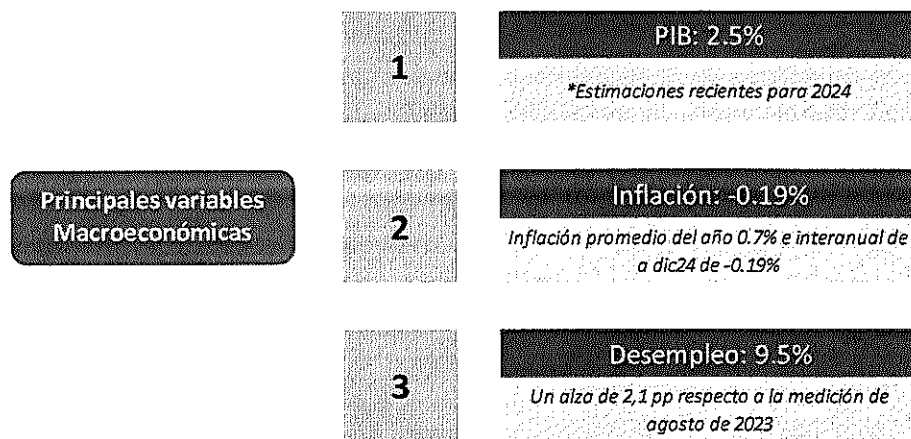 Principales variables
Macroeconómicas
1
PIB: 2.5%
*Estimaciones recientes para 2024
2
Inflación: -0.19%
Inflación promedio del año 0.7% e interanual de
a dic24 de -0.19%
3
Desempleo: 9.5%
Un alza de 2,1 pp respecto a la medición de
agosto de 2023